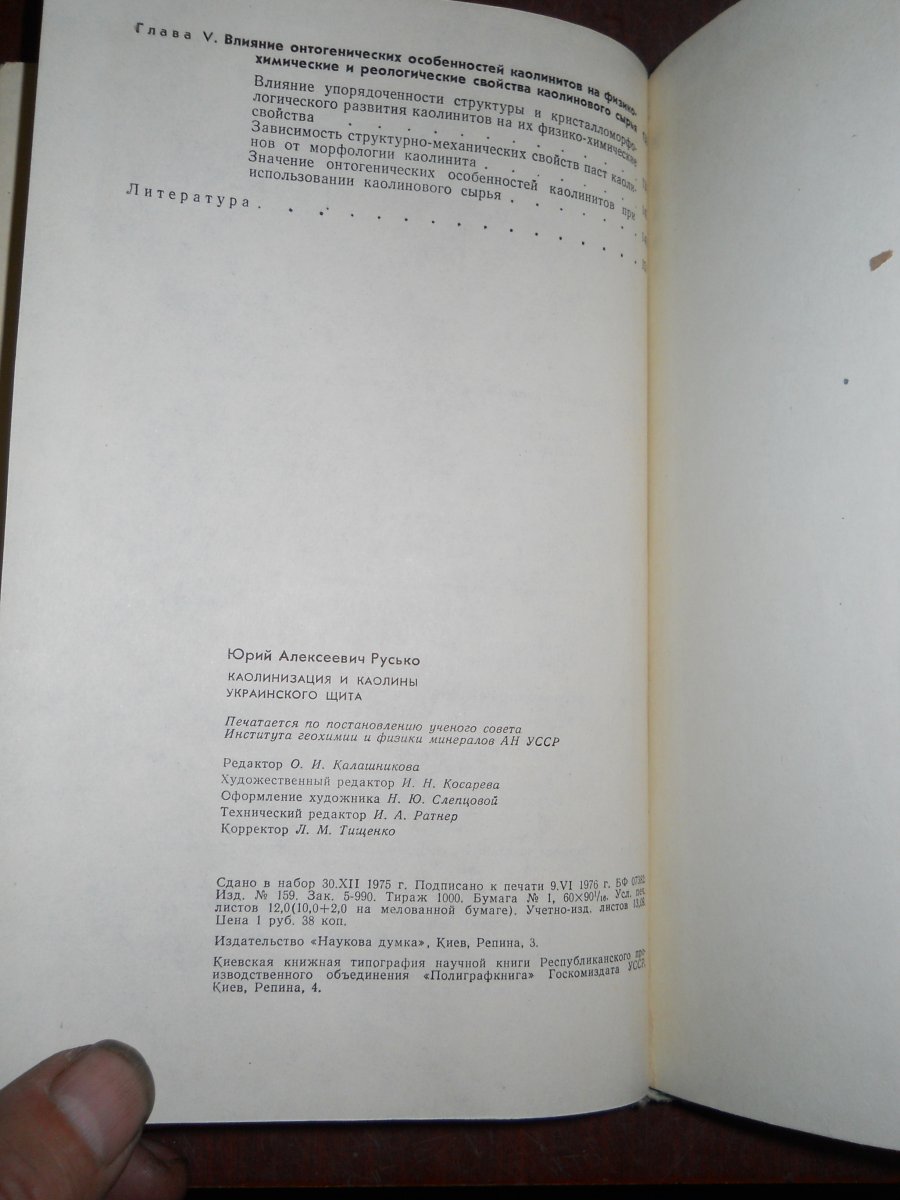 Глава V. Влияние онтогенических особенностей каолинитов на физико-
химические и реологические свойства каолинового сырья
Влияние упорядоченности структуры и кристалломорфо-
логического развития каолинитов на их физико-химические
свойства . . . . . . . . .
Зависимость структурно-механических свойств паст каоли-
нов от морфологии каолинита . . . . . .
Значение онтогенических особенностей каолинитов при
использовании каолинового сырья . . . . . .
Литература . . . . . . . . . . . . . .
Юрий Алексеевич Русько
КАОЛИНИЗАЦИЯ И КАОЛИНЫ
УКРАИНСКОГО ЩИТА
Печатается по постановлению ученого совета
Института геохимии и физики минералов АН УССР
Редактор О. И. Калашникова
Художественный редактор И. Н. Косарева
Оформление художника Н. Ю. Слепцовой
Технический редактор И. А. Ратнер
Корректор Л. М. Тищенко
Сдано в набор 30.XII 1975 г. Подписано к печати 9.VI 1976 г. БФ 07382.
Изд. № 159. Зак. 5-990. Тираж 1000. Бумага № 1, 60×90¹/₁₆. Усл. печ.
листов 12,0(10,0+2,0 на мелованной бумаге). Учетно-изд. листов 13,08.
Цена 1 руб. 38 коп.
Издательство «Наукова думка», Киев, Репина, 3.
Киевская книжная типография научной книги Республиканского про-
изводственного объединения «Полиграфкнига» Госкомиздата УССР,
Киев, Репина, 4.